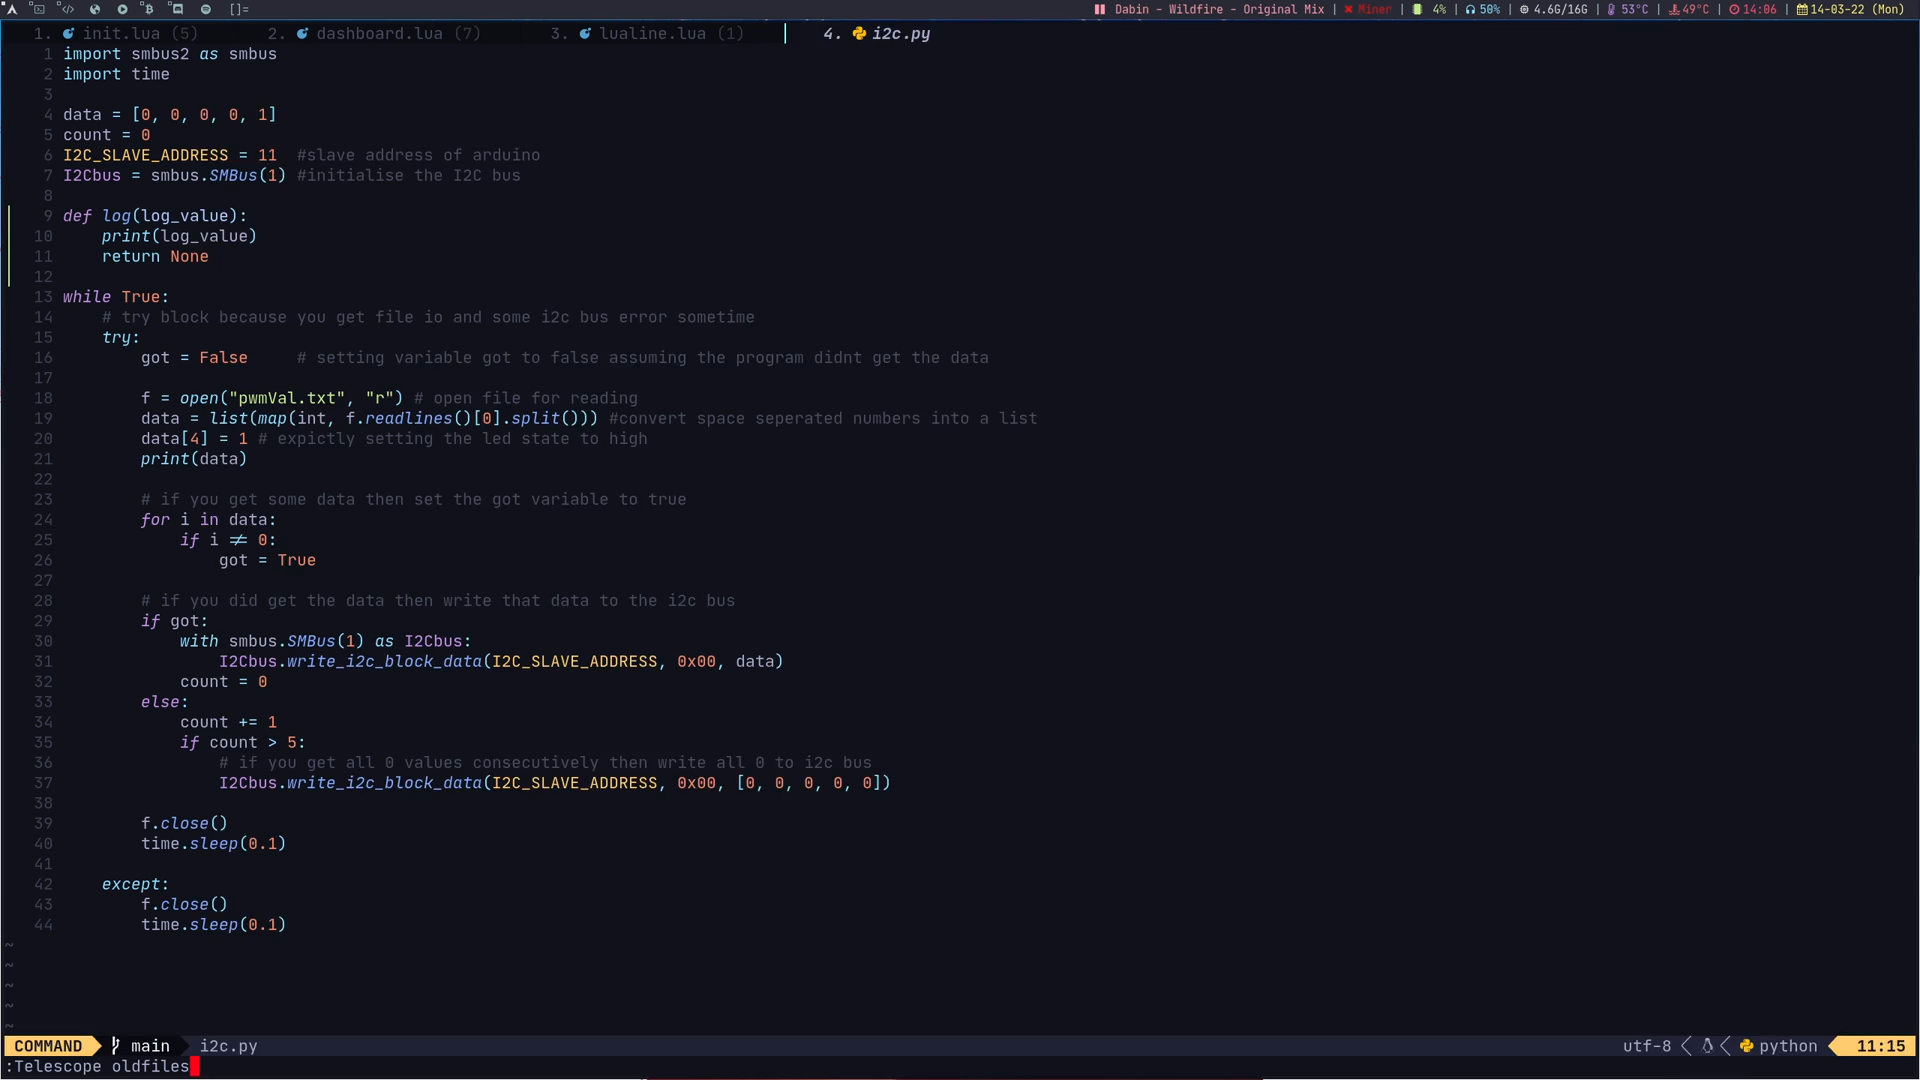 []= Dabin - Wildfire - Original Mix | Miner | 4% | 50% | 4.6G/16G | 53°C | 49°C | 14:06 | 14-03-22 (Mon)
1. init.lua (5) 2. dashboard.lua (7) 3. lualine.lua (1) 4. i2c.py
1 import smbus2 as smbus
2 import time
3
4 data = [0, 0, 0, 0, 1]
5 count = 0
6 I2C_SLAVE_ADDRESS = 11  #slave address of arduino
7 I2Cbus = smbus.SMBus(1) #initialise the I2C bus
8
9 def log(log_value):
10     print(log_value)
11     return None
12
13 while True:
14     # try block because you get file io and some i2c bus error sometime
15     try:
16         got = False     # setting variable got to false assuming the program didnt get the data
17
18         f = open("pwmVal.txt", "r") # open file for reading
19         data = list(map(int, f.readlines()[0].split())) #convert space seperated numbers into a list
20         data[4] = 1 # expictly setting the led state to high
21         print(data)
22
23         # if you get some data then set the got variable to true
24         for i in data:
25             if i ≠ 0:
26                 got = True
27
28         # if you did get the data then write that data to the i2c bus
29         if got:
30             with smbus.SMBus(1) as I2Cbus:
31                 I2Cbus.write_i2c_block_data(I2C_SLAVE_ADDRESS, 0x00, data)
32             count = 0
33         else:
34             count += 1
35             if count > 5:
36                 # if you get all 0 values consecutively then write all 0 to i2c bus
37                 I2Cbus.write_i2c_block_data(I2C_SLAVE_ADDRESS, 0x00, [0, 0, 0, 0, 0])
38
39         f.close()
40         time.sleep(0.1)
41
42     except:
43         f.close()
44         time.sleep(0.1)
~
~
~
~
~
COMMAND main i2c.py utf-8 python 11:15
:Telescope oldfiles